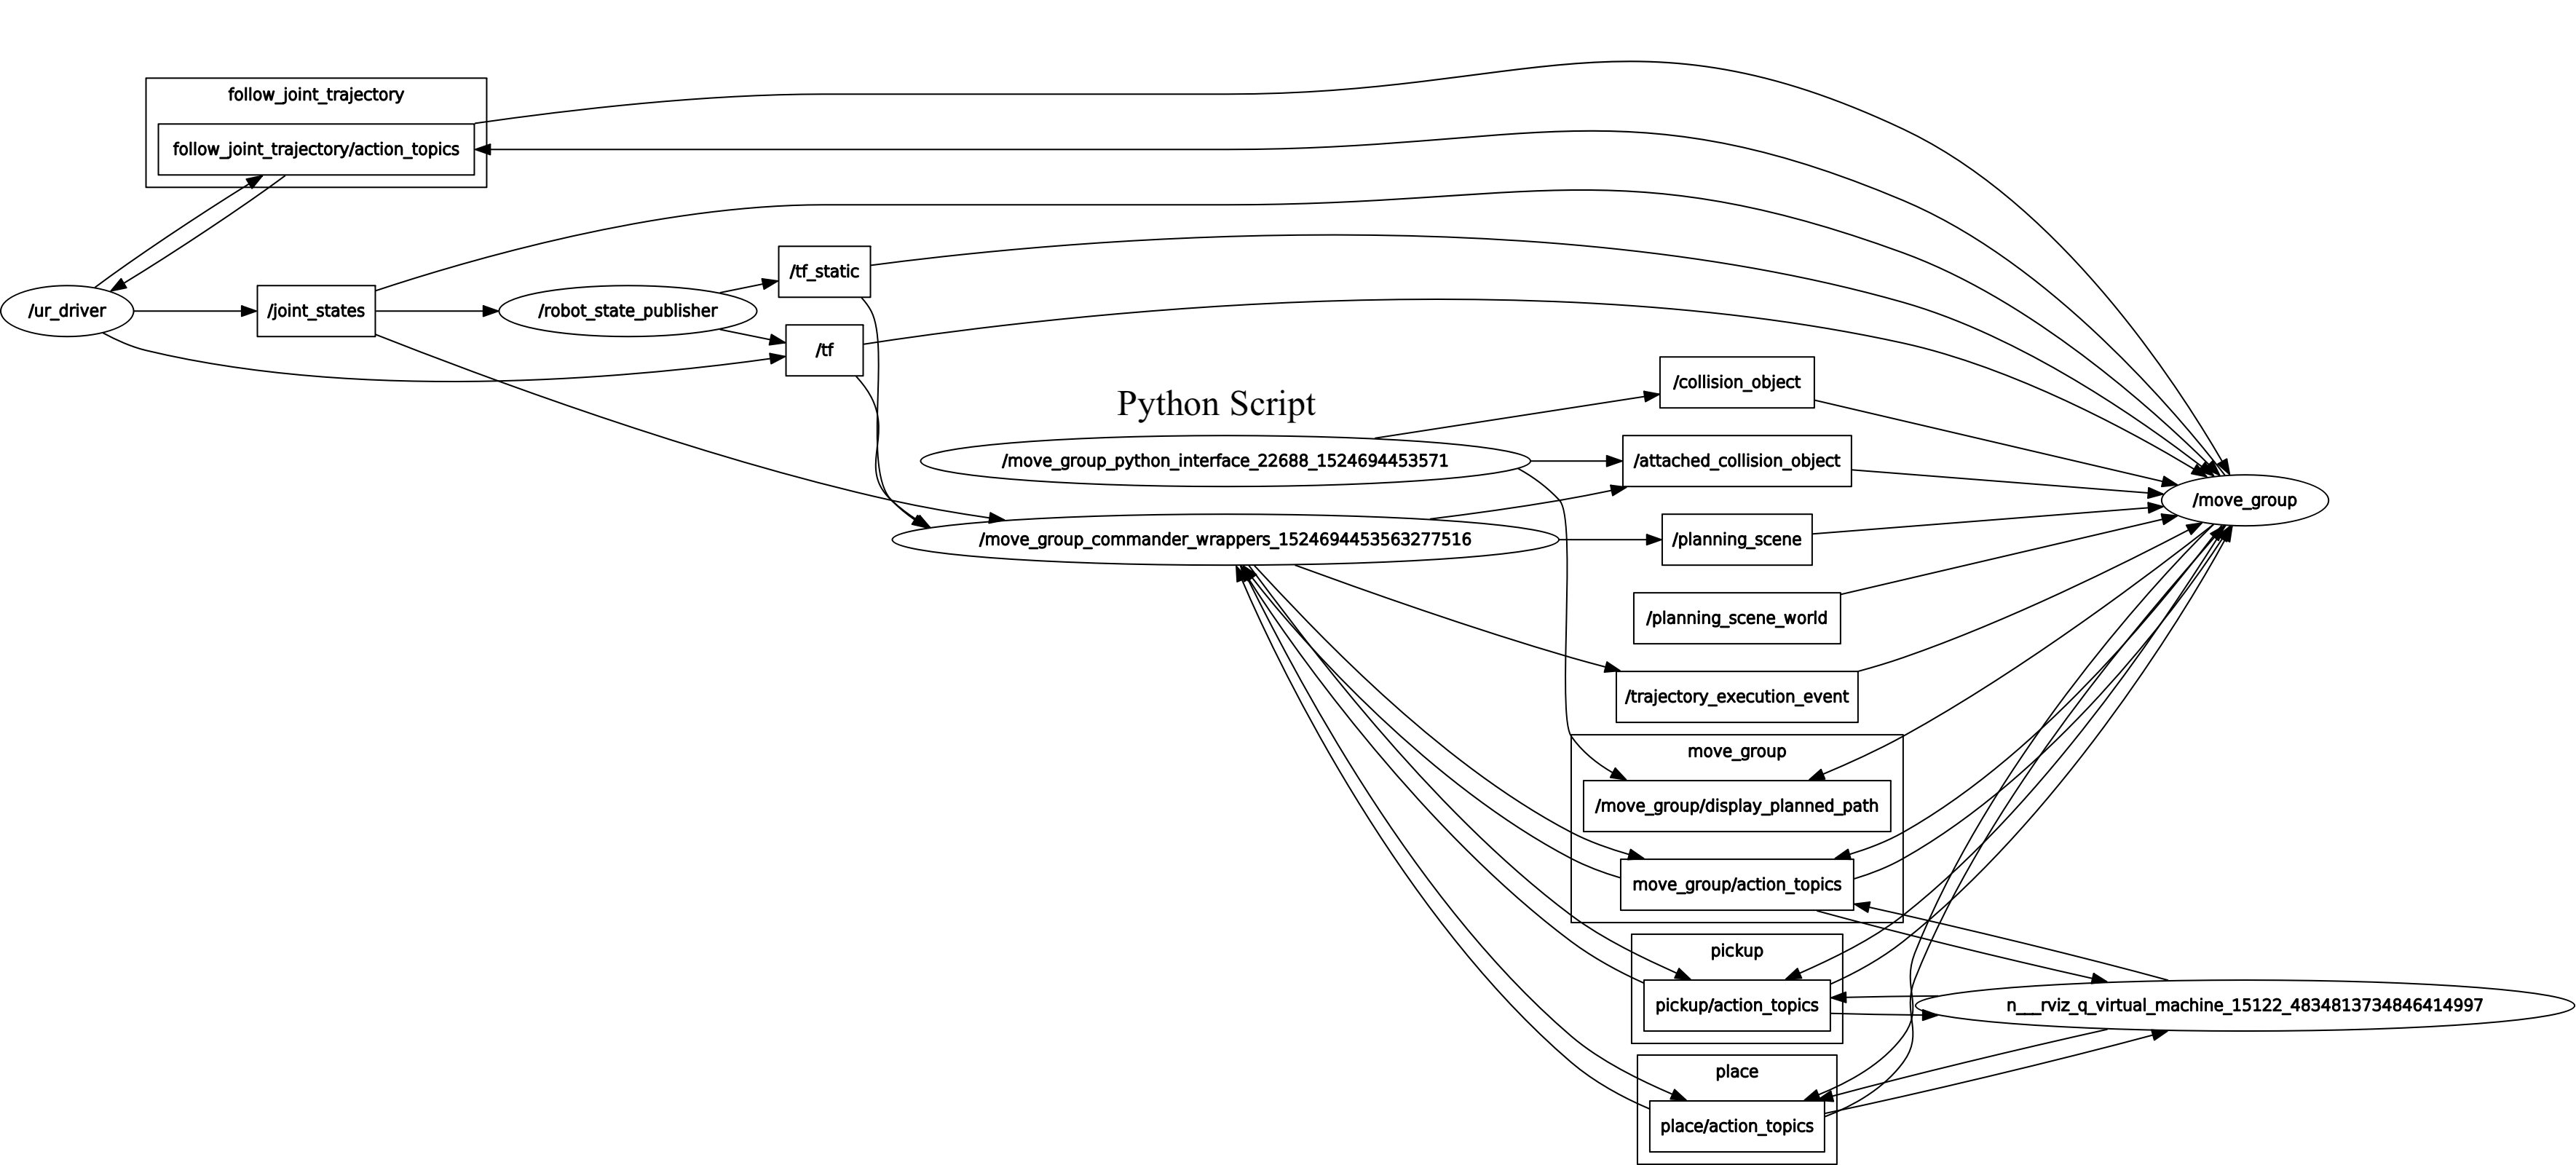 follow_joint_trajectory
follow_joint_trajectory/action_topics
/ur_driver
/joint_states
/robot_state_publisher
/tf_static
/tf
Python Script
/move_group_python_interface_22688_1524694453571
/move_group_commander_wrappers_1524694453563277516
/collision_object
/attached_collision_object
/planning_scene
/planning_scene_world
/trajectory_execution_event
/move_group
move_group
/move_group/display_planned_path
move_group/action_topics
pickup
pickup/action_topics
n___rviz_q_virtual_machine_15122_4834813734846414997
place
place/action_topics